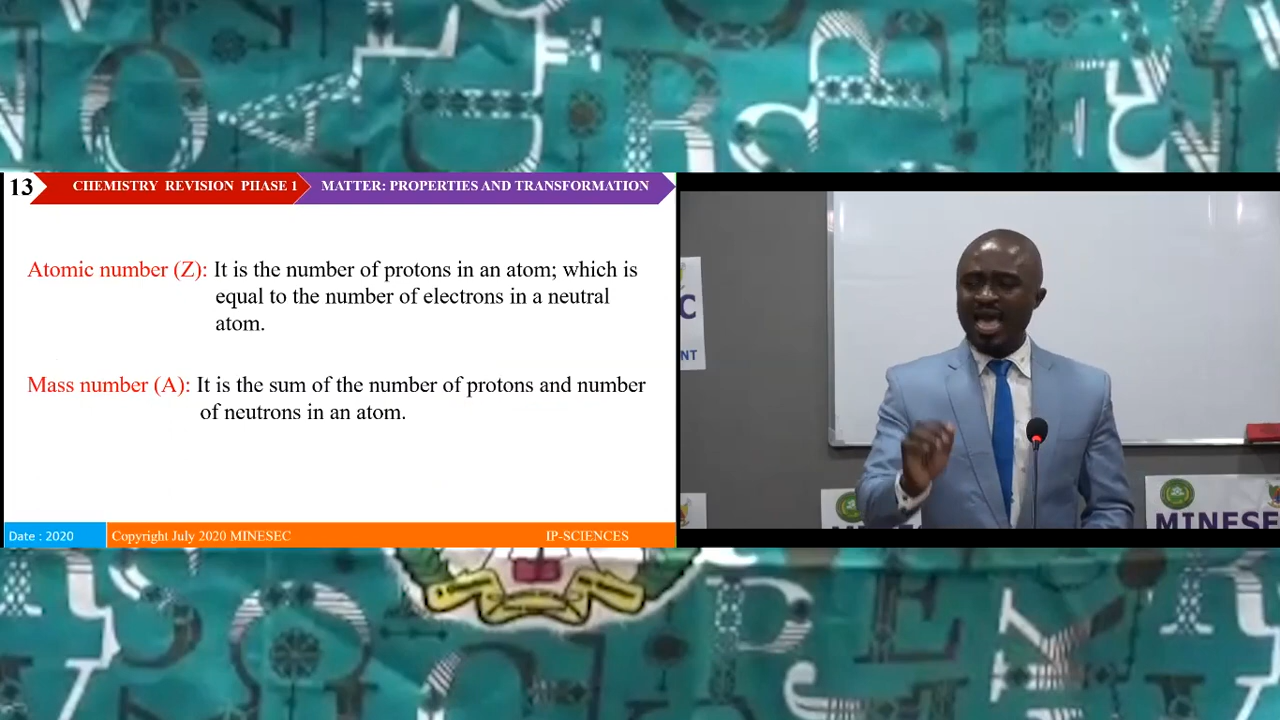 13
CHEMISTRY REVISION PHASE 1
MATTER: PROPERTIES AND TRANSFORMATION
Atomic number (Z): It is the number of protons in an atom; which is
equal to the number of electrons in a neutral
atom.
Mass number (A): It is the sum of the number of protons and number
of neutrons in an atom.
Date : 2020
Copyright July 2020 MINESEC
IP-SCIENCES
C
NT
MINESE